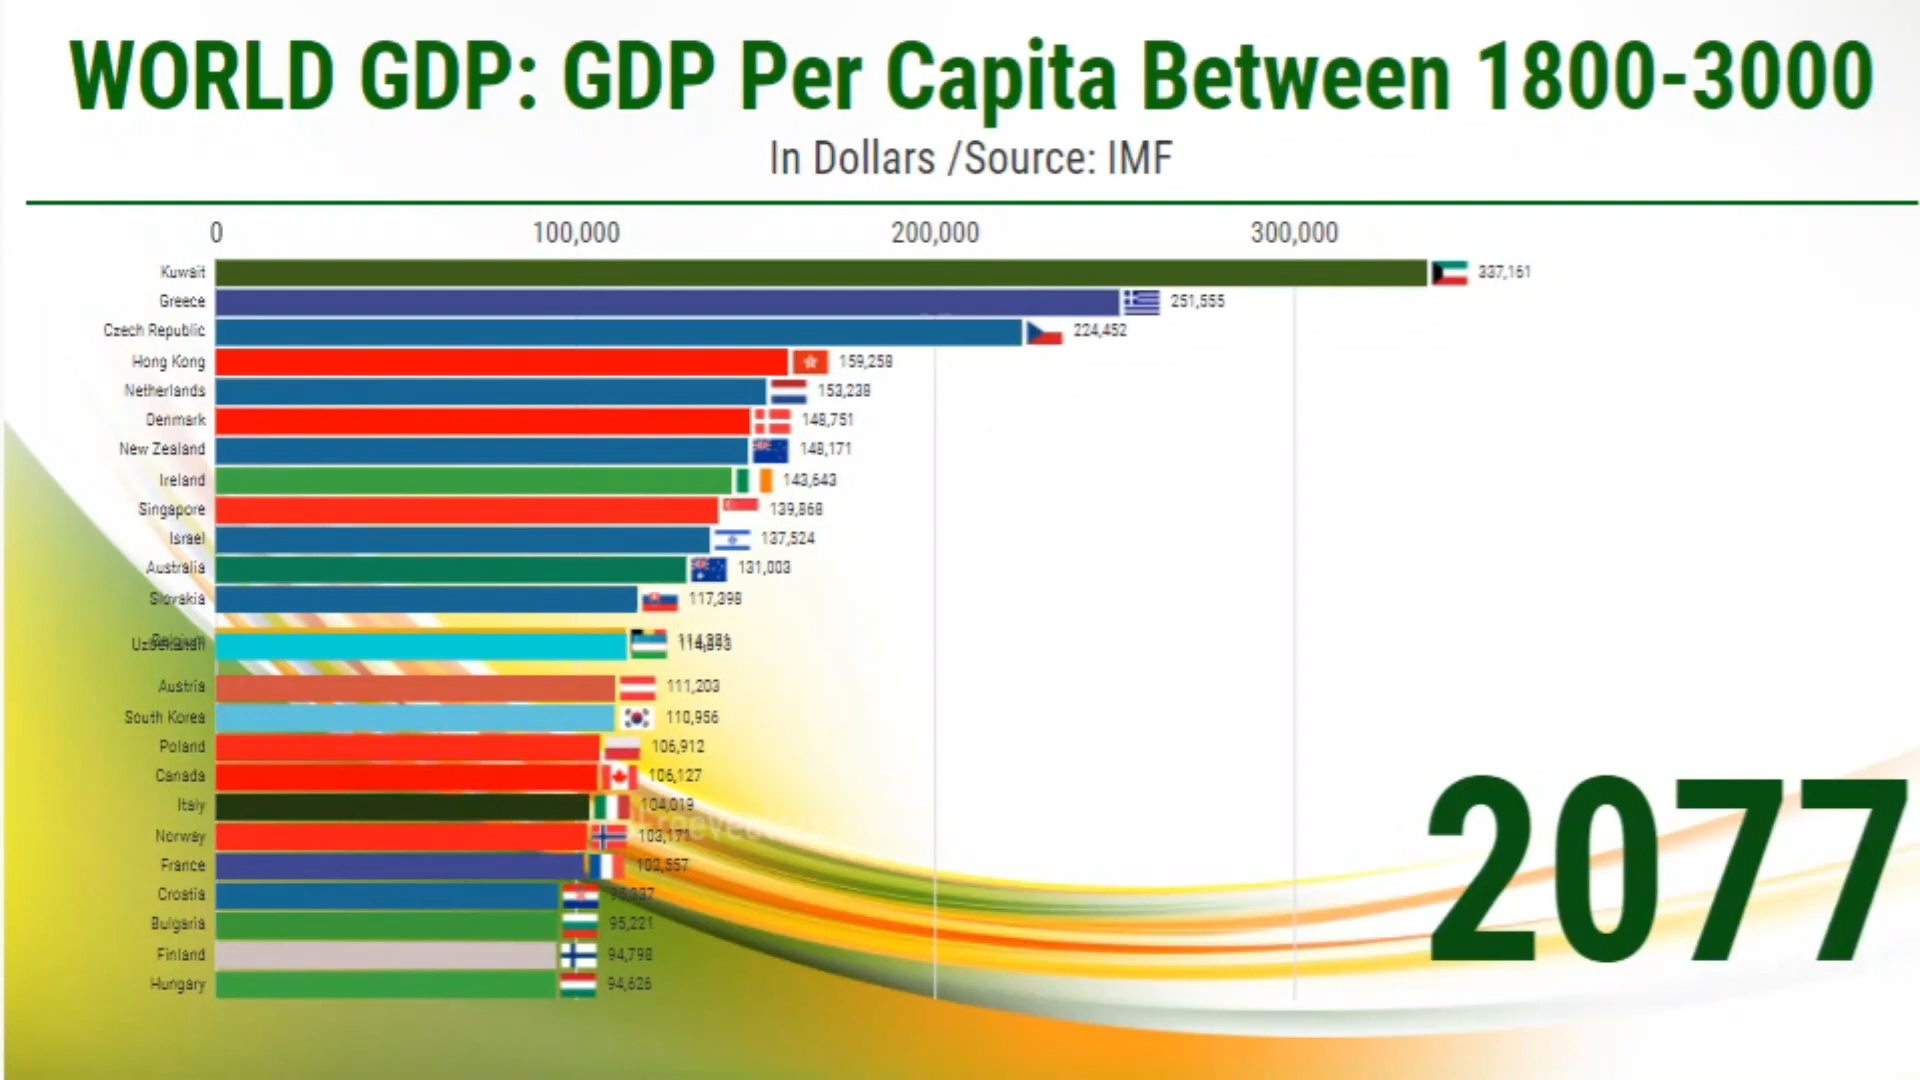 WORLD GDP: GDP Per Capita Between 1800-3000
In Dollars /Source: IMF
0 100,000 200,000 300,000
Kuwait 337,161
Greece 251,555
Czech Republic 224,452
Hong Kong 159,258
Netherlands 153,238
Denmark 148,751
New Zealand 148,171
Ireland 143,643
Singapore 139,868
Israel 137,524
Australia 131,003
Slovakia 117,398
Austria 111,203
South Korea 110,956
Poland 106,912
Canada 106,127
Italy 104,019
Norway 103,171
France 102,557
Croatia
Bulgaria 95,221
Finland 94,798
Hungary 94,626
2077